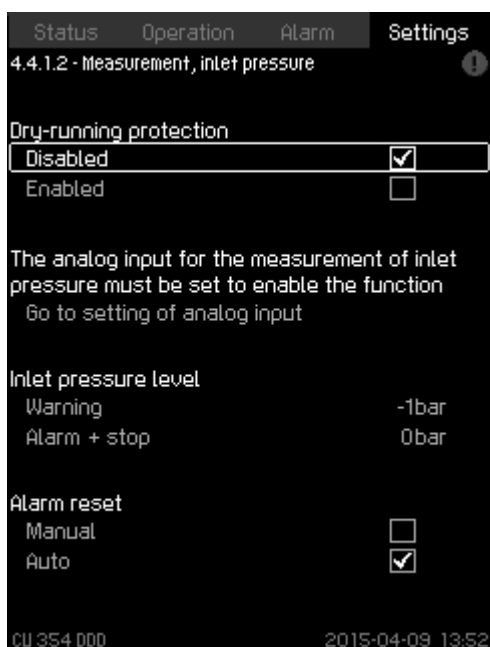 Status Operation Alarm Settings
4.4.1.2 - Measurement, inlet pressure
Dry-running protection
Disabled
Enabled
The analog input for the measurement of inlet
pressure must be set to enable the function
Go to setting of analog input
Inlet pressure level
Warning -1bar
Alarm + stop 0bar
Alarm reset
Manual
Auto
CU 354 DDD 2015-04-09 13:52